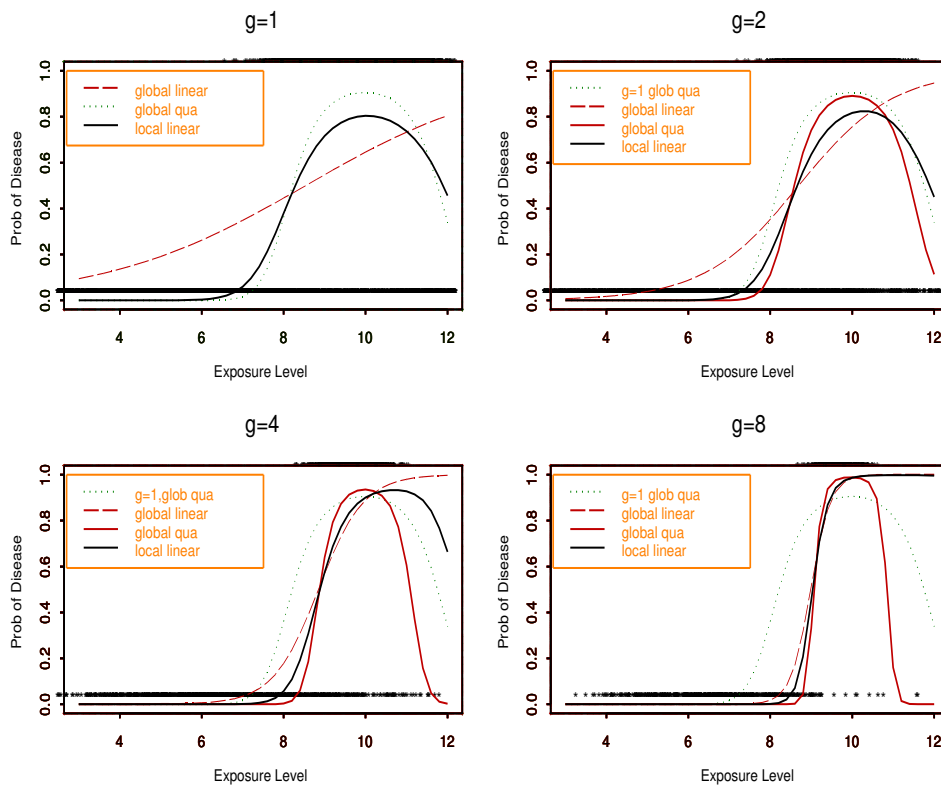 g=1
1.0
0.8
0.6
0.4
0.2
0.0
Prob of Disease
global linear
global qua
local linear
4 6 8 10 12
Exposure Level
g=2
1.0
0.8
0.6
0.4
0.2
0.0
Prob of Disease
g=1 glob qua
global linear
global qua
local linear
4 6 8 10 12
Exposure Level
g=4
1.0
0.8
0.6
0.4
0.2
0.0
Prob of Disease
g=1,glob qua
global linear
global qua
local linear
4 6 8 10 12
Exposure Level
g=8
1.0
0.8
0.6
0.4
0.2
0.0
Prob of Disease
g=1 glob qua
global linear
global qua
local linear
4 6 8 10 12
Exposure Level